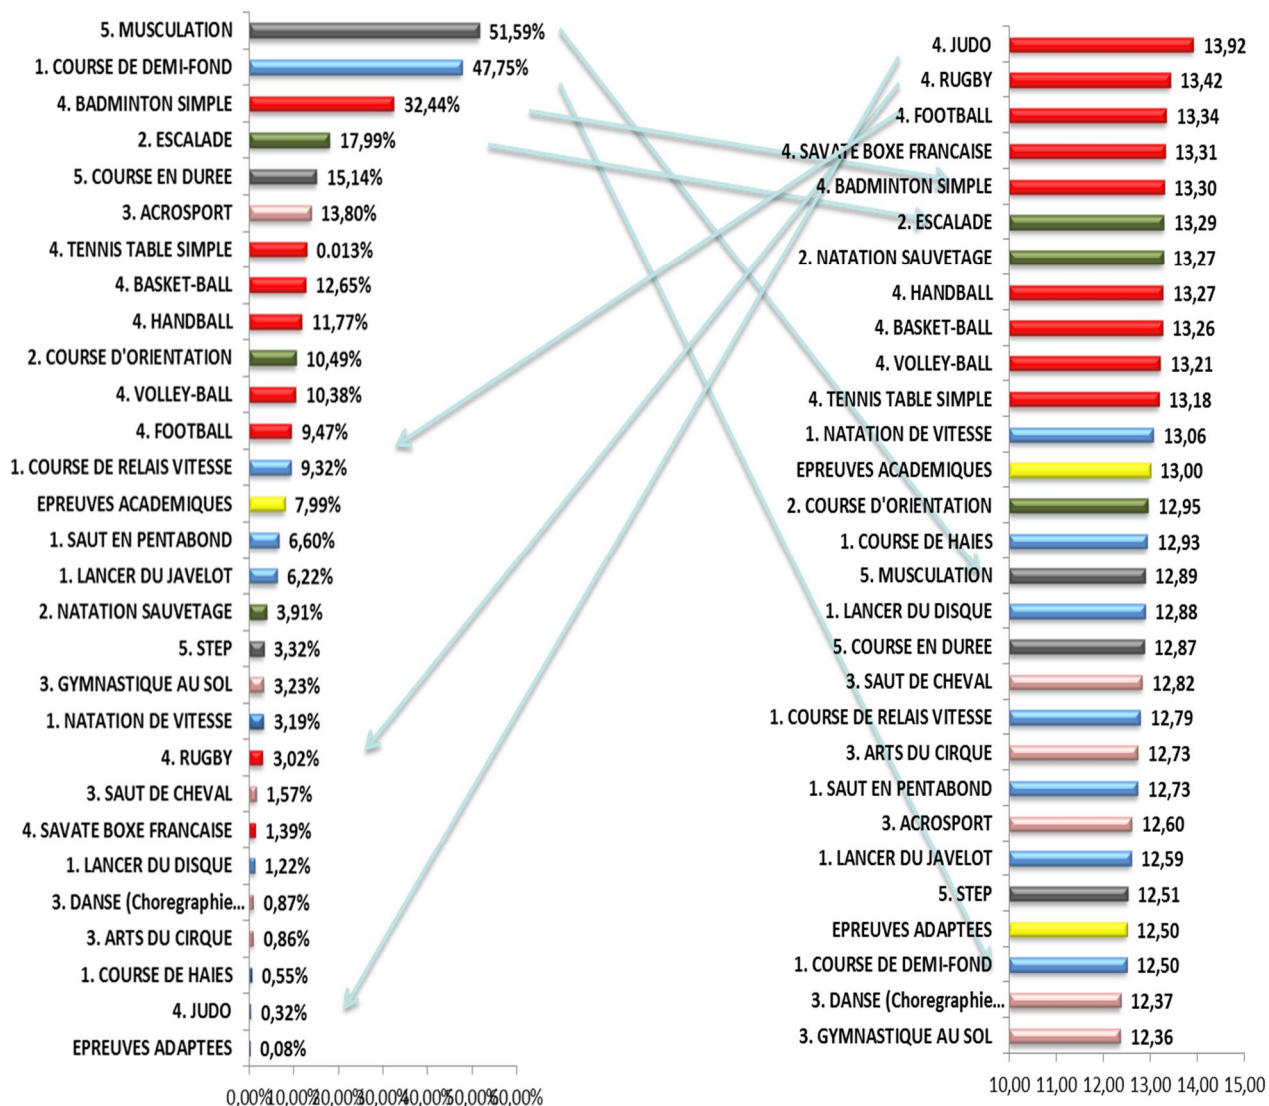 5. MUSCULATION 51,59%
1. COURSE DE DEMI-FOND 47,75%
4. BADMINTON SIMPLE 32,44%
2. ESCALADE 17,99%
5. COURSE EN DUREE 15,14%
3. ACROSPORT 13,80%
4. TENNIS TABLE SIMPLE 0.013%
4. BASKET-BALL 12,65%
4. HANDBALL 11,77%
2. COURSE D'ORIENTATION 10,49%
4. VOLLEY-BALL 10,38%
4. FOOTBALL 9,47%
1. COURSE DE RELAIS VITESSE 9,32%
EPREUVES ACADEMIQUES 7,99%
1. SAUT EN PENTABOND 6,60%
1. LANCER DU JAVELOT 6,22%
2. NATATION SAUVETAGE 3,91%
5. STEP 3,32%
3. GYMNASTIQUE AU SOL 3,23%
1. NATATION DE VITESSE 3,19%
4. RUGBY 3,02%
3. SAUT DE CHEVAL 1,57%
4. SAVATE BOXE FRANCAISE 1,39%
1. LANCER DU DISQUE 1,22%
3. DANSE (Choregraphie... 0,87%
3. ARTS DU CIRQUE 0,86%
1. COURSE DE HAIES 0,55%
4. JUDO 0,32%
EPREUVES ADAPTEES 0,08%
0,00% 10,00% 20,00% 30,00% 40,00% 50,00% 60,00%
4. JUDO 13,92
4. RUGBY 13,42
4. FOOTBALL 13,34
4. SAVATE BOXE FRANCAISE 13,31
4. BADMINTON SIMPLE 13,30
2. ESCALADE 13,29
2. NATATION SAUVETAGE 13,27
4. HANDBALL 13,27
4. BASKET-BALL 13,26
4. VOLLEY-BALL 13,21
4. TENNIS TABLE SIMPLE 13,18
1. NATATION DE VITESSE 13,06
EPREUVES ACADEMIQUES 13,00
2. COURSE D'ORIENTATION 12,95
1. COURSE DE HAIES 12,93
5. MUSCULATION 12,89
1. LANCER DU DISQUE 12,88
5. COURSE EN DUREE 12,87
3. SAUT DE CHEVAL 12,82
1. COURSE DE RELAIS VITESSE 12,79
3. ARTS DU CIRQUE 12,73
1. SAUT EN PENTABOND 12,73
3. ACROSPORT 12,60
1. LANCER DU JAVELOT 12,59
5. STEP 12,51
EPREUVES ADAPTEES 12,50
1. COURSE DE DEMI-FOND 12,50
3. DANSE (Choregraphie... 12,37
3. GYMNASTIQUE AU SOL 12,36
10,00 11,00 12,00 13,00 14,00 15,00